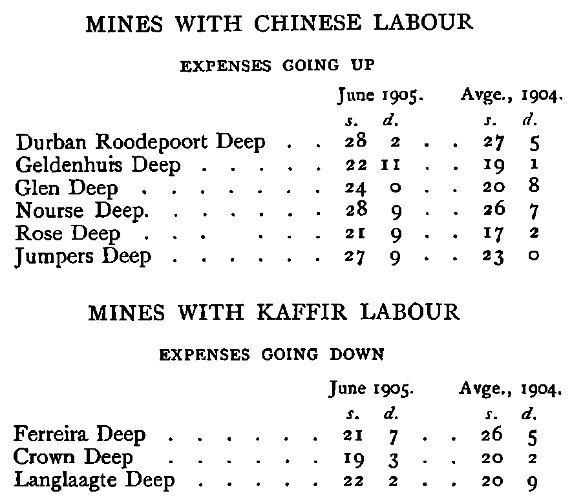 MINES WITH CHINESE LABOUR
EXPENSES GOING UP
June 1905. Avge., 1904.
s. d. s. d.
Durban Roodepoort Deep . . 28 2 . . 27 5
Geldenhuis Deep . . . . . 22 11 . . 19 1
Glen Deep . . . . . . . 24 0 . . 20 8
Nourse Deep. . . . . . . 28 9 . . 26 7
Rose Deep . . . . . . 21 9 . . 17 2
Jumpers Deep . . . . . . 27 9 . . 23 0
MINES WITH KAFFIR LABOUR
EXPENSES GOING DOWN
June 1905. Avge., 1904.
s. d. s. d.
Ferreira Deep . . . . . . 21 7 . . 26 5
Crown Deep . . . . . . 19 3 . . 20 2
Langlaagte Deep . . . . . 22 2 . . 20 9